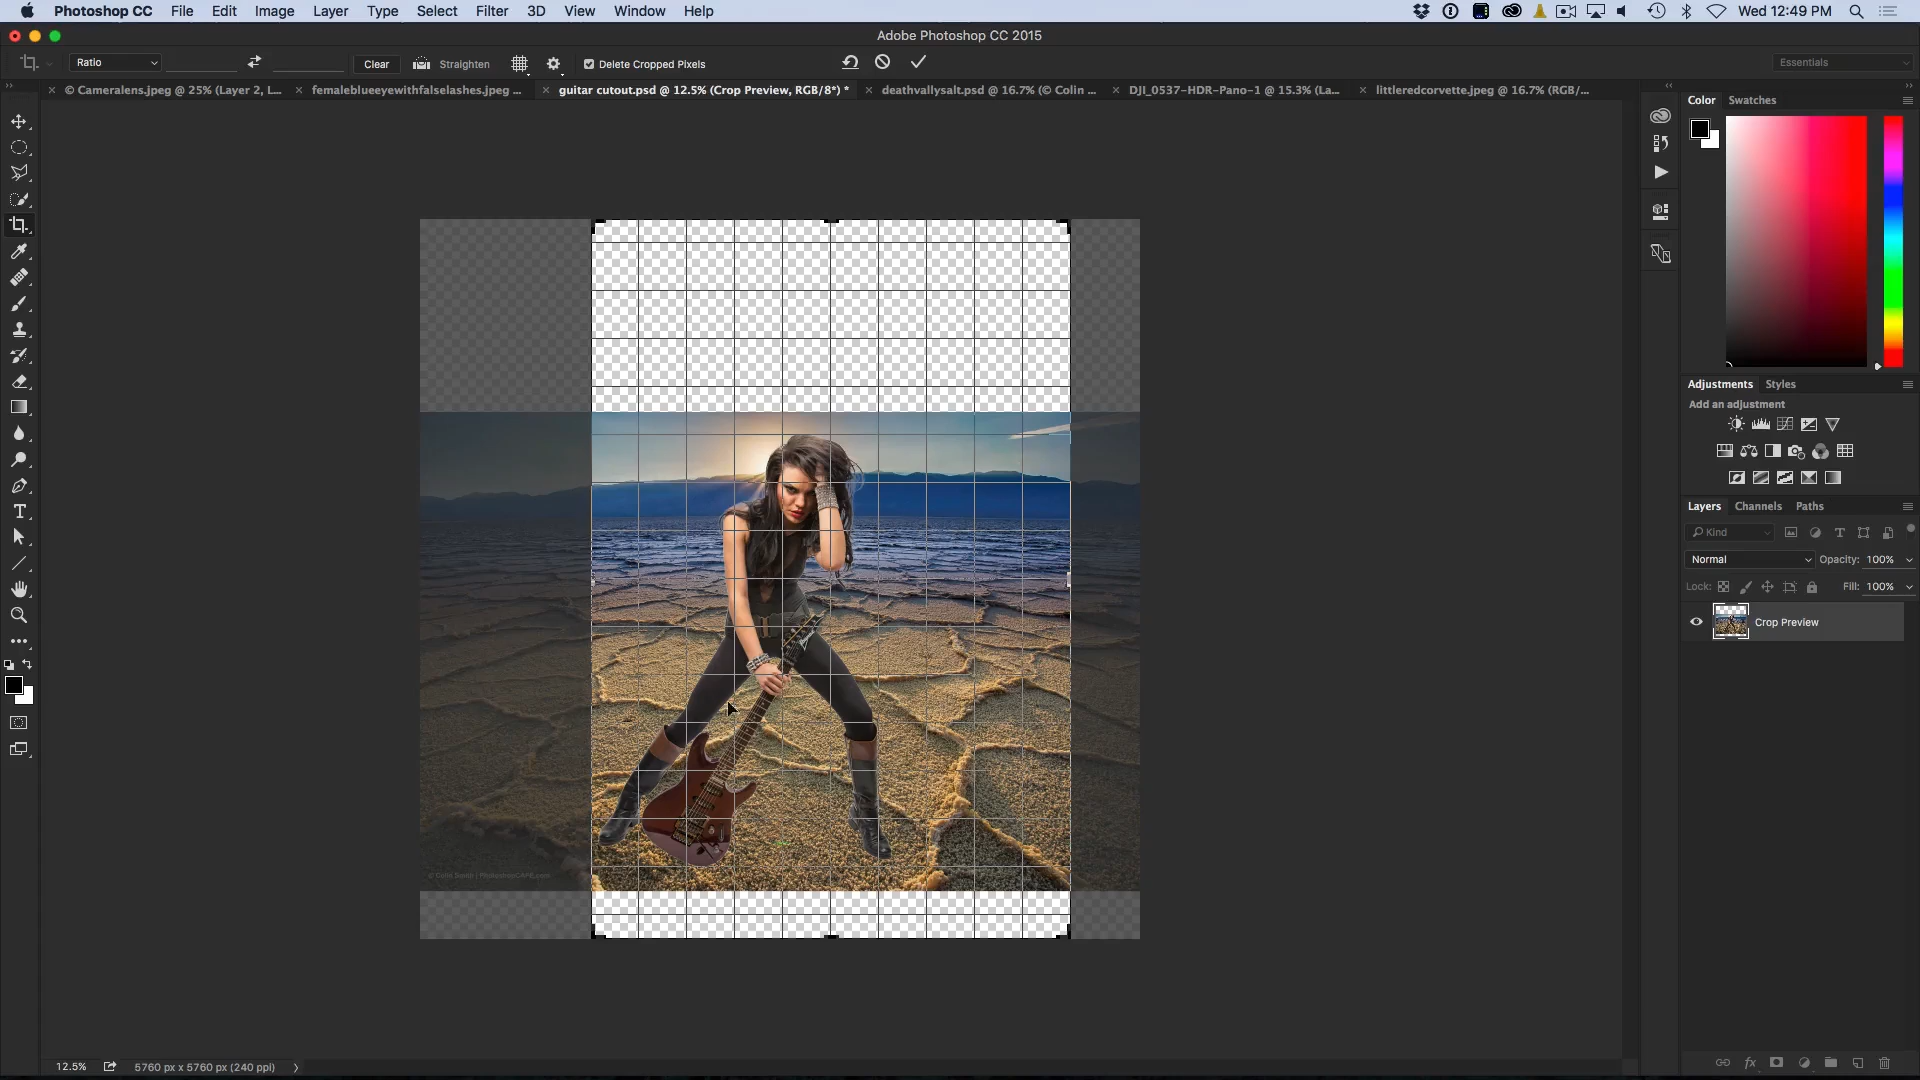 Photoshop CC File Edit Image Layer Type Select Filter 3D View Window Help Wed 12:49 PM
Adobe Photoshop CC 2015
Ratio Clear Straighten Delete Cropped Pixels Essentials
© Cameralens.jpeg @ 25% (Layer 2, L... femaleblueeyewithfalselashes.jpeg ... guitar cutout.psd @ 12.5% (Crop Preview, RGB/8*) * deathvallysalt.psd @ 16.7% (© Colin ... DJI_0537-HDR-Pano-1 @ 15.3% (La... littleredcorvette.jpeg @ 16.7% (RGB/...
Color Swatches
Adjustments Styles
Add an adjustment
Layers Channels Paths
Kind
Normal Opacity: 100%
Lock: Fill: 100%
Crop Preview
© Colin Smith | PhotoshopCAFE.com
12.5% 5760 px x 5760 px (240 ppi)